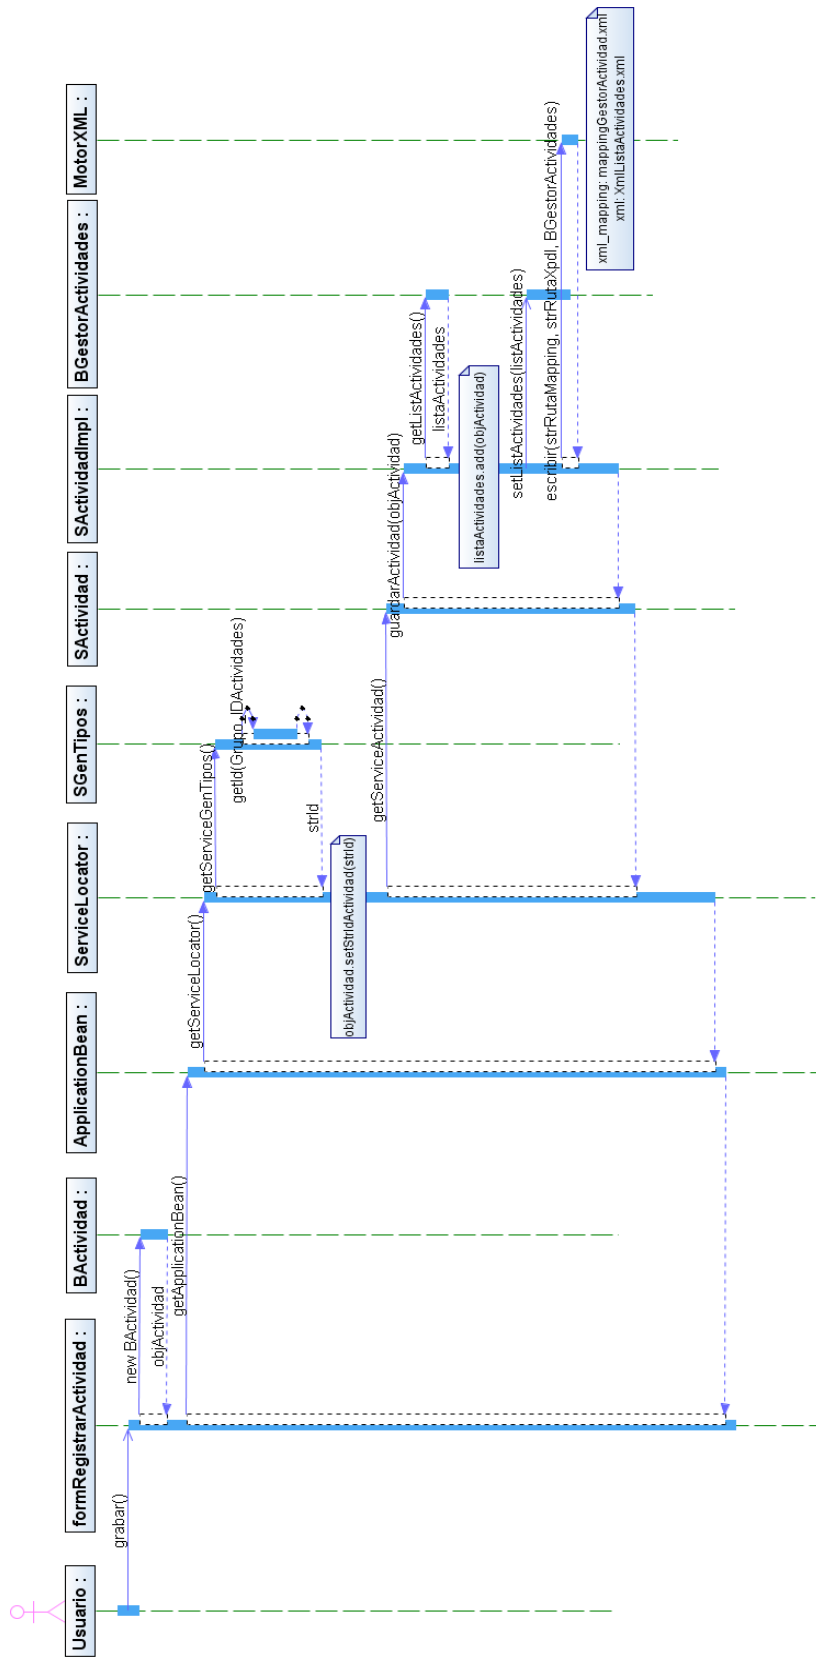 Usuario :
formRegistrarActividad :
BActividad :
ApplicationBean :
ServiceLocator :
SGenTipos :
SActividad :
SActividadImpl :
BGestorActividades :
MotorXML :
grabar()
new BActividad()
objActividad
getApplicationBean()
getServiceLocator()
getServiceGenTipos()
getId(Grupo_IDActividades)
strId
objActividad.setStrIdActividad(strId)
getServiceActividad()
guardarActividad(objActividad)
getListActividades()
listaActividades
listaActividades.add(objActividad)
setListActividades(listActividades)
escribir(strRutaMapping, strRutaXpdl, BGestorActividades)
xml_mapping: mappingGestorActividad.xml
xml: XmlListaActividades.xml